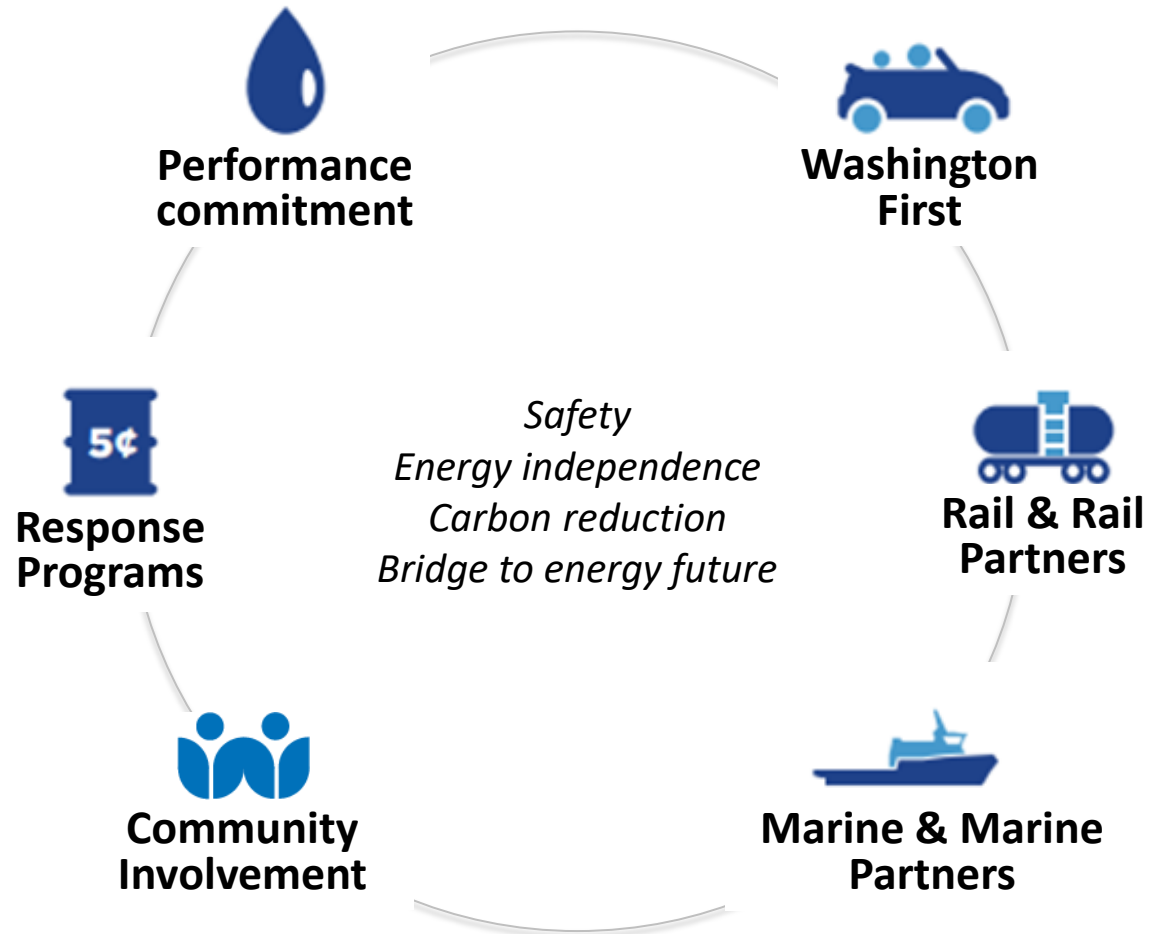 Performance
commitment
Washington
First
5¢
Response
Programs
Safety
Energy independence
Carbon reduction
Bridge to energy future
Rail & Rail
Partners
Community
Involvement
Marine & Marine
Partners